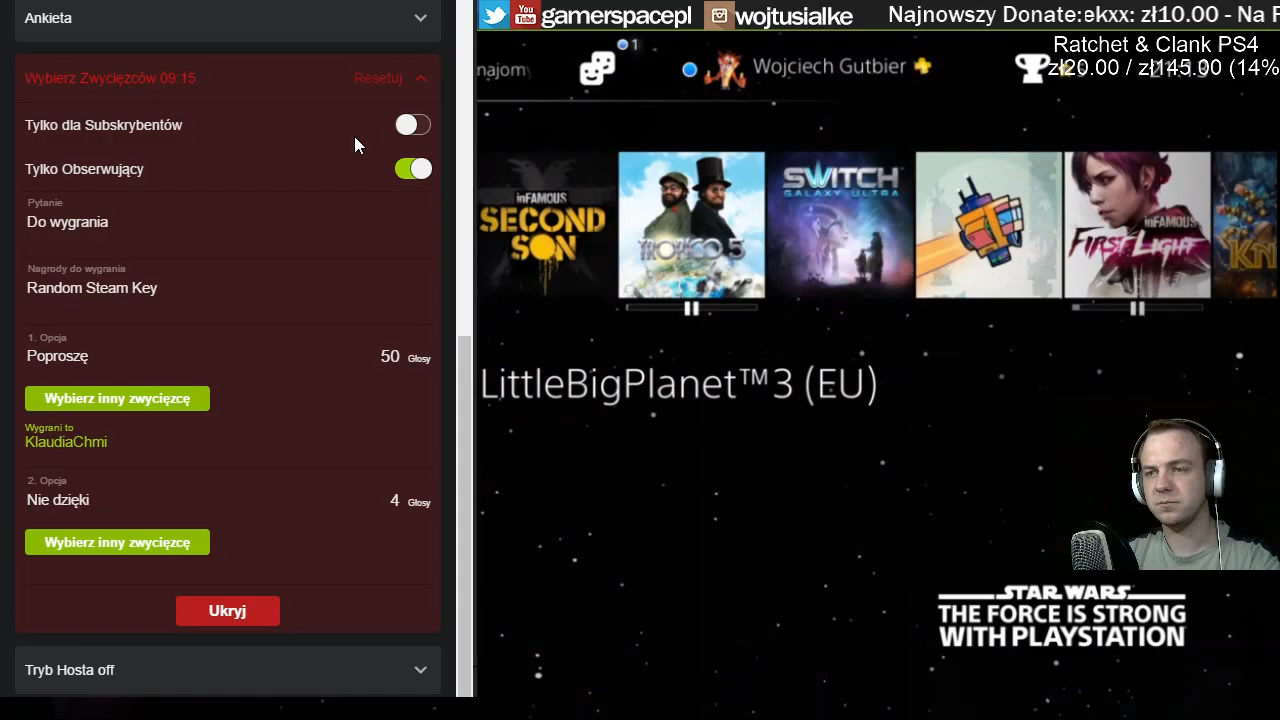 Ankieta
Wybierz Zwycięzców 09:15
Resetuj
Tylko dla Subskrybentów
Tylko Obserwujący
Pytanie
Do wygrania
Nagrody do wygrania
Random Steam Key
1. Opcja
Poproszę
50 Głosy
Wybierz inny zwycięzcę
Wygrani to
KlaudiaChmi
2. Opcja
Nie dzięki
4 Głosy
Wybierz inny zwycięzcę
Ukryj
Tryb Hosta off
You Tube
gamerspacepl
wojtusialke
Najnowszy Donate:ekxx: zł10.00 - Na
Ratchet & Clank PS4
zł20.00 / zł145.00 (14%
najomy
1
Wojciech Gutbier
inFAMOUS
SECOND
SON
TROPICO 5
SWITCH
GALAXY ULTRA
inFAMOUS
FIRST LIGHT
KN
LittleBigPlanet™3 (EU)
STAR WARS
THE FORCE IS STRONG
WITH PLAYSTATION